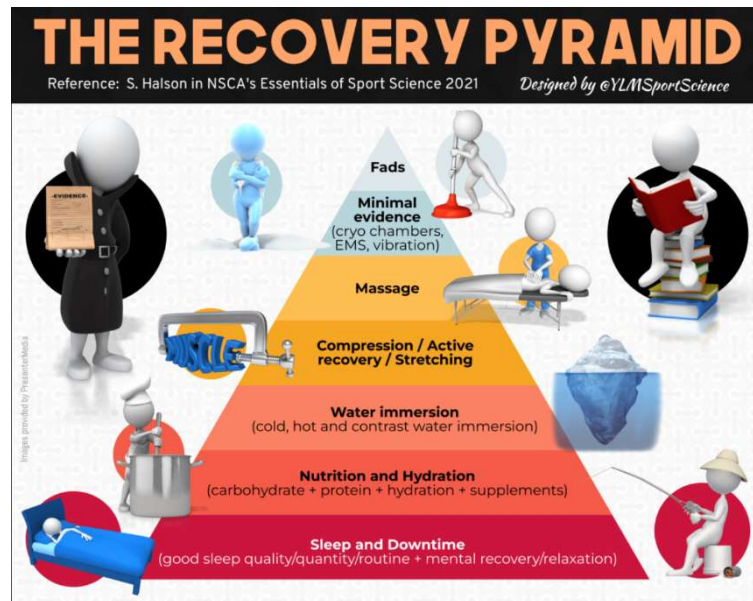 THE RECOVERY PYRAMID
Reference: S. Halson in NSCA's Essentials of Sport Science 2021
Designed by @YLMSportScience
Fads
-EVIDENCE-
Minimal
evidence
(cryo chambers,
EMS, vibration)
Massage
MUSCLE
Compression / Active
recovery / Stretching
Water immersion
(cold, hot and contrast water immersion)
Images provided by PresenterMedia
Nutrition and Hydration
(carbohydrate + protein + hydration + supplements)
Sleep and Downtime
(good sleep quality/quantity/routine + mental recovery/relaxation)